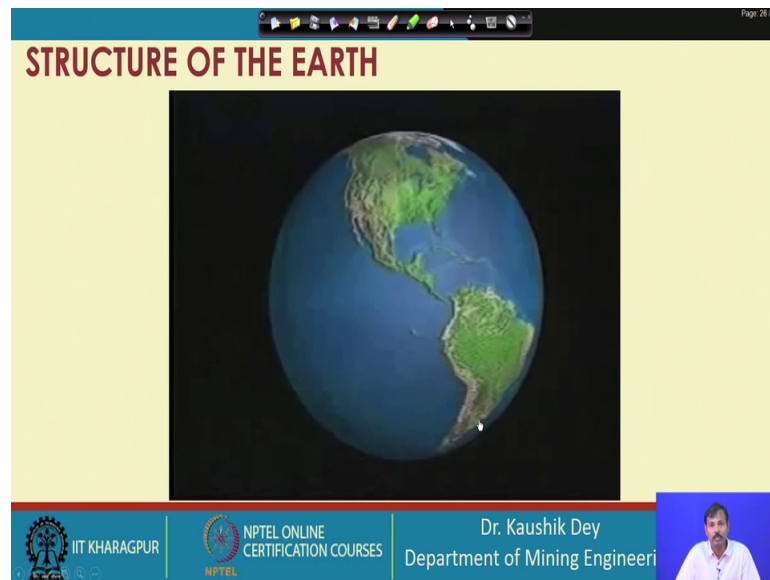 Page: 26 /
STRUCTURE OF THE EARTH
IIT KHARAGPUR
NPTEL
NPTEL ONLINE
CERTIFICATION COURSES
Dr. Kaushik Dey
Department of Mining Engineeri